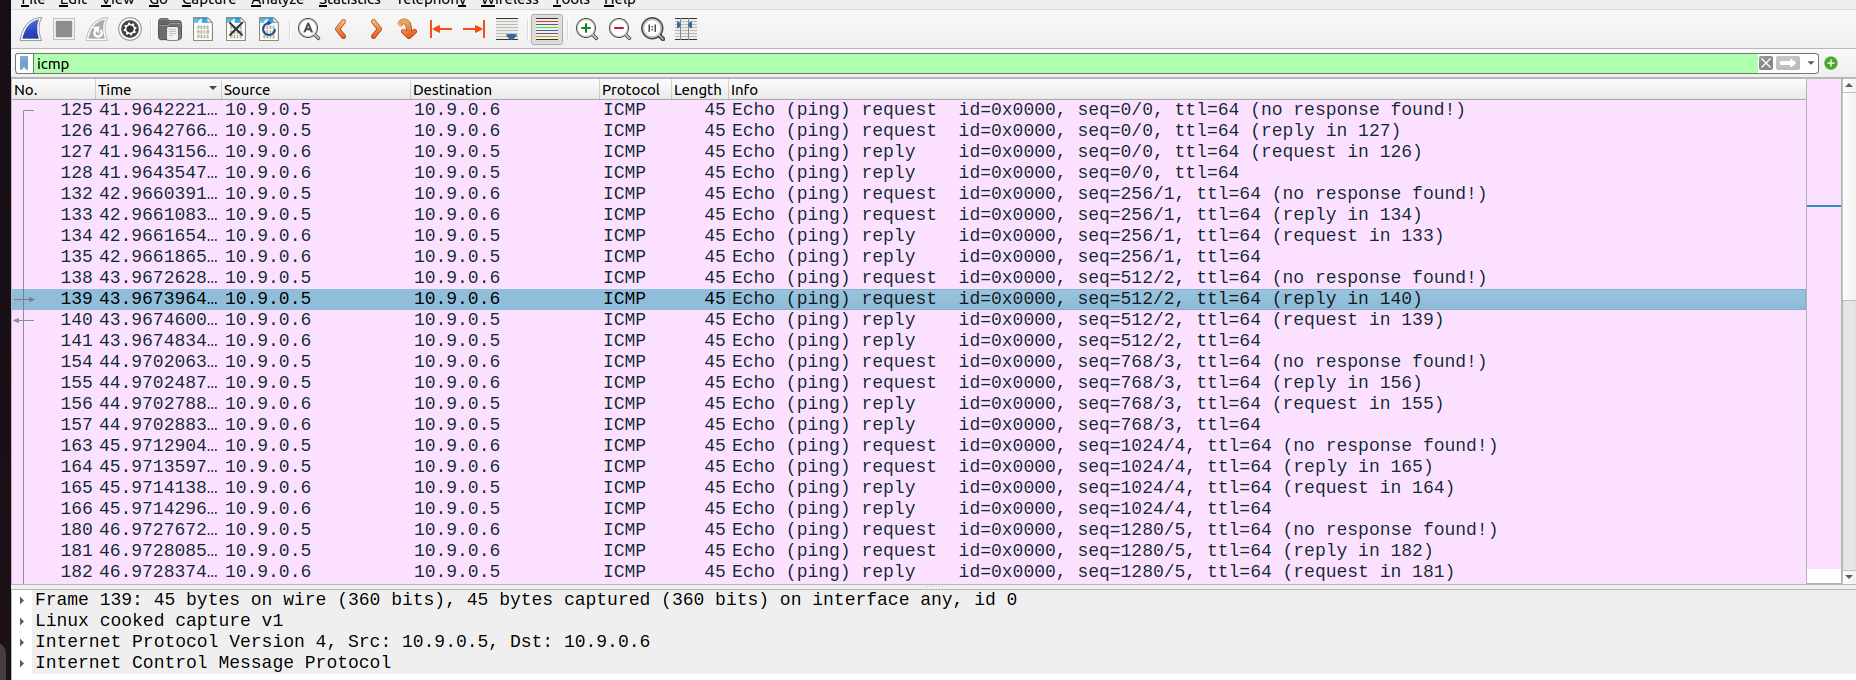 File Edit View Go Capture Analyze Statistics Telephony Wireless Tools Help
icmp
No. Time Source Destination Protocol Length Info
125 41.9642221… 10.9.0.5 10.9.0.6 ICMP 45 Echo (ping) request id=0x0000, seq=0/0, ttl=64 (no response found!)
126 41.9642766… 10.9.0.5 10.9.0.6 ICMP 45 Echo (ping) request id=0x0000, seq=0/0, ttl=64 (reply in 127)
127 41.9643156… 10.9.0.6 10.9.0.5 ICMP 45 Echo (ping) reply id=0x0000, seq=0/0, ttl=64 (request in 126)
128 41.9643547… 10.9.0.6 10.9.0.5 ICMP 45 Echo (ping) reply id=0x0000, seq=0/0, ttl=64
132 42.9660391… 10.9.0.5 10.9.0.6 ICMP 45 Echo (ping) request id=0x0000, seq=256/1, ttl=64 (no response found!)
133 42.9661083… 10.9.0.5 10.9.0.6 ICMP 45 Echo (ping) request id=0x0000, seq=256/1, ttl=64 (reply in 134)
134 42.9661654… 10.9.0.6 10.9.0.5 ICMP 45 Echo (ping) reply id=0x0000, seq=256/1, ttl=64 (request in 133)
135 42.9661865… 10.9.0.6 10.9.0.5 ICMP 45 Echo (ping) reply id=0x0000, seq=256/1, ttl=64
138 43.9672628… 10.9.0.5 10.9.0.6 ICMP 45 Echo (ping) request id=0x0000, seq=512/2, ttl=64 (no response found!)
139 43.9673964… 10.9.0.5 10.9.0.6 ICMP 45 Echo (ping) request id=0x0000, seq=512/2, ttl=64 (reply in 140)
140 43.9674600… 10.9.0.6 10.9.0.5 ICMP 45 Echo (ping) reply id=0x0000, seq=512/2, ttl=64 (request in 139)
141 43.9674834… 10.9.0.6 10.9.0.5 ICMP 45 Echo (ping) reply id=0x0000, seq=512/2, ttl=64
154 44.9702063… 10.9.0.5 10.9.0.6 ICMP 45 Echo (ping) request id=0x0000, seq=768/3, ttl=64 (no response found!)
155 44.9702487… 10.9.0.5 10.9.0.6 ICMP 45 Echo (ping) request id=0x0000, seq=768/3, ttl=64 (reply in 156)
156 44.9702788… 10.9.0.6 10.9.0.5 ICMP 45 Echo (ping) reply id=0x0000, seq=768/3, ttl=64 (request in 155)
157 44.9702883… 10.9.0.6 10.9.0.5 ICMP 45 Echo (ping) reply id=0x0000, seq=768/3, ttl=64
163 45.9712904… 10.9.0.5 10.9.0.6 ICMP 45 Echo (ping) request id=0x0000, seq=1024/4, ttl=64 (no response found!)
164 45.9713597… 10.9.0.5 10.9.0.6 ICMP 45 Echo (ping) request id=0x0000, seq=1024/4, ttl=64 (reply in 165)
165 45.9714138… 10.9.0.6 10.9.0.5 ICMP 45 Echo (ping) reply id=0x0000, seq=1024/4, ttl=64 (request in 164)
166 45.9714296… 10.9.0.6 10.9.0.5 ICMP 45 Echo (ping) reply id=0x0000, seq=1024/4, ttl=64
180 46.9727672… 10.9.0.5 10.9.0.6 ICMP 45 Echo (ping) request id=0x0000, seq=1280/5, ttl=64 (no response found!)
181 46.9728085… 10.9.0.5 10.9.0.6 ICMP 45 Echo (ping) request id=0x0000, seq=1280/5, ttl=64 (reply in 182)
182 46.9728374… 10.9.0.6 10.9.0.5 ICMP 45 Echo (ping) reply id=0x0000, seq=1280/5, ttl=64 (request in 181)
Frame 139: 45 bytes on wire (360 bits), 45 bytes captured (360 bits) on interface any, id 0
Linux cooked capture v1
Internet Protocol Version 4, Src: 10.9.0.5, Dst: 10.9.0.6
Internet Control Message Protocol